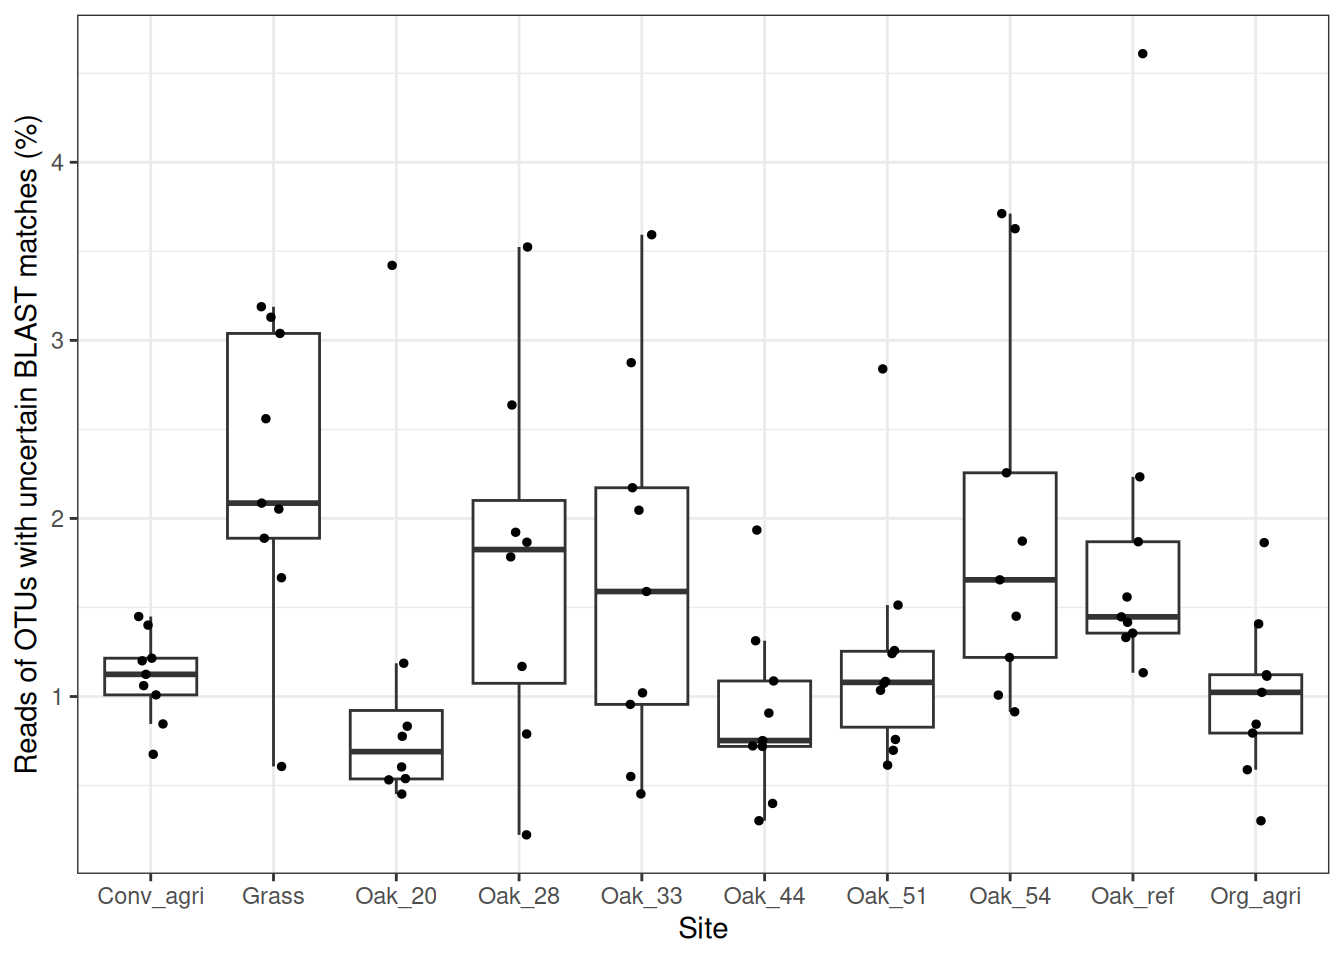 Reads of OTUs with uncertain BLAST matches (%)
4
3
2
1
Conv_agri Grass Oak_20 Oak_28 Oak_33 Oak_44 Oak_51 Oak_54 Oak_ref Org_agri
Site